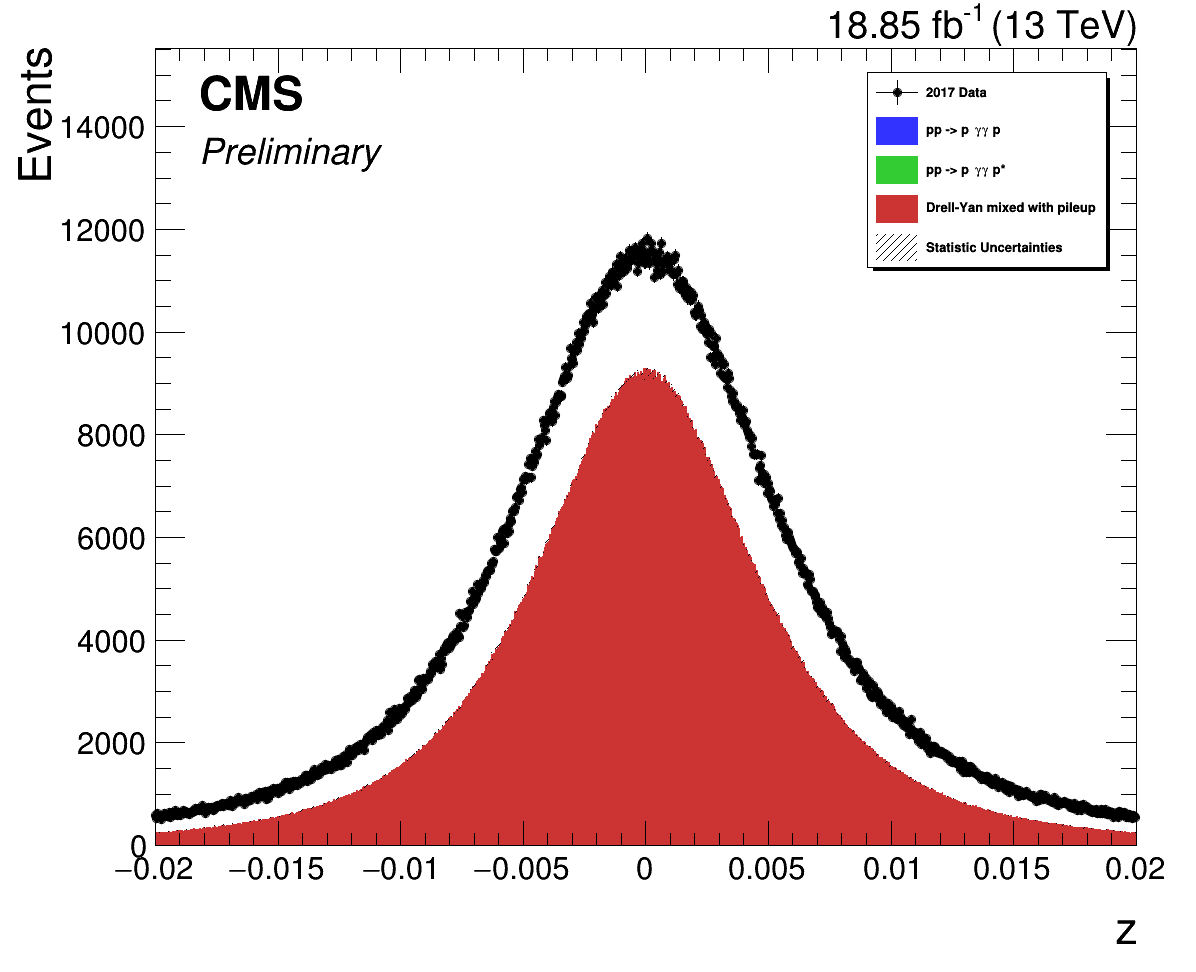 18.85 fb⁻¹ (13 TeV)
Events
CMS
Preliminary
2017 Data
pp -> p γγ p
pp -> p γγ p*
Drell-Yan mixed with pileup
Statistic Uncertainties
14000
12000
10000
8000
6000
4000
2000
0
−0.02 −0.015 −0.01 −0.005 0 0.005 0.01 0.015 0.02
z